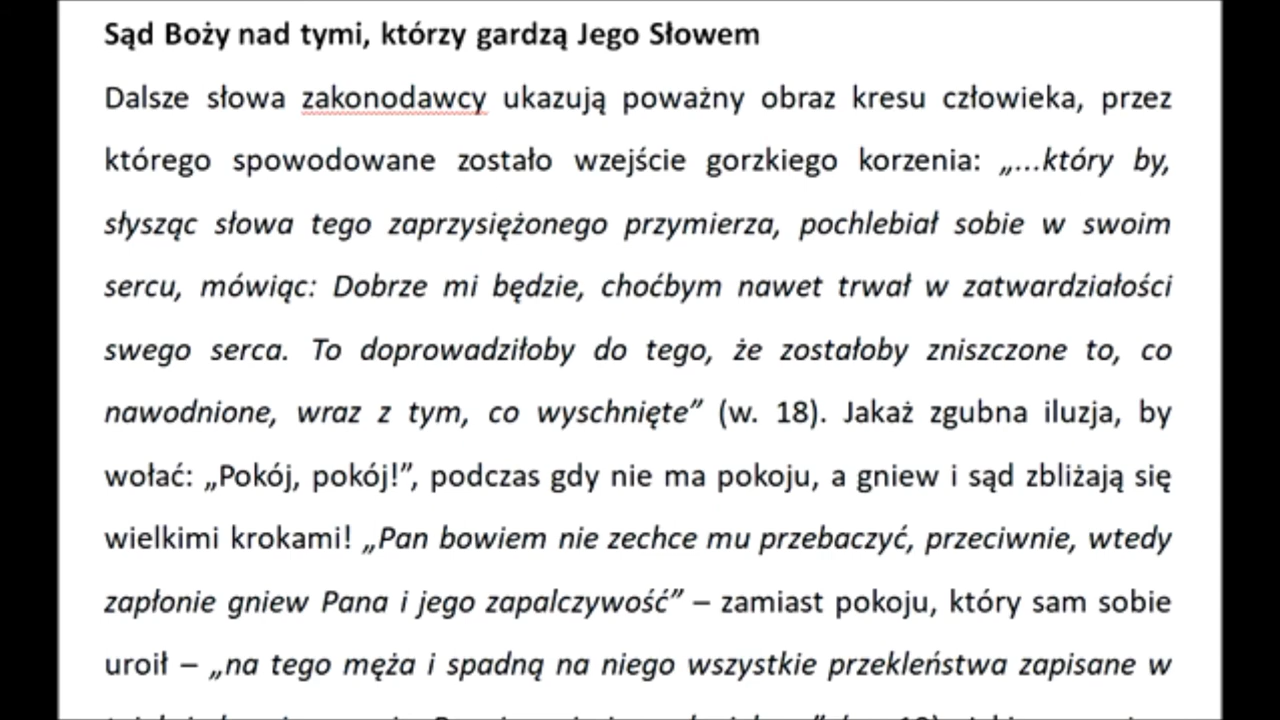 Sąd Boży nad tymi, którzy gardzą Jego Słowem
Dalsze słowa zakonodawcy ukazują poważny obraz kresu człowieka, przez
którego spowodowane zostało wzejście gorzkiego korzenia: „...który by,
słysząc słowa tego zaprzysiężonego przymierza, pochlebiał sobie w swoim
sercu, mówiąc: Dobrze mi będzie, choćbym nawet trwał w zatwardziałości
swego serca. To doprowadziłoby do tego, że zostałoby zniszczone to, co
nawodnione, wraz z tym, co wyschnięte” (w. 18). Jakaż zgubna iluzja, by
wołać: „Pokój, pokój!”, podczas gdy nie ma pokoju, a gniew i sąd zbliżają się
wielkimi krokami! „Pan bowiem nie zechce mu przebaczyć, przeciwnie, wtedy
zapłonie gniew Pana i jego zapalczywość” – zamiast pokoju, który sam sobie
uroił – „na tego męża i spadną na niego wszystkie przekleństwa zapisane w